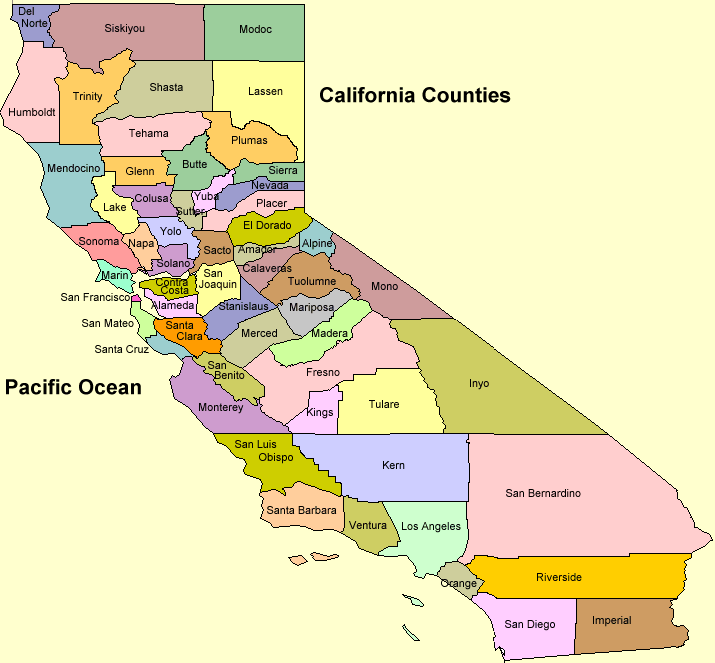 Del
Norte
Siskiyou
Modoc
Humboldt
Trinity
Shasta
Lassen
California Counties
Tehama
Plumas
Mendocino
Glenn
Butte
Sierra
Nevada
Lake
Colusa
Sutter
Yuba
Placer
Sonoma
Napa
Yolo
El Dorado
Sacto
Amador
Alpine
Marin
Solano
San
Joaquin
Calaveras
Tuolumne
Mono
Contra
Costa
San Francisco
Alameda
Stanislaus
Mariposa
San Mateo
Santa
Clara
Merced
Madera
Santa Cruz
San
Benito
Fresno
Inyo
Pacific Ocean
Monterey
Kings
Tulare
San Luis
Obispo
Kern
San Bernardino
Santa Barbara
Ventura
Los Angeles
Orange
Riverside
San Diego
Imperial